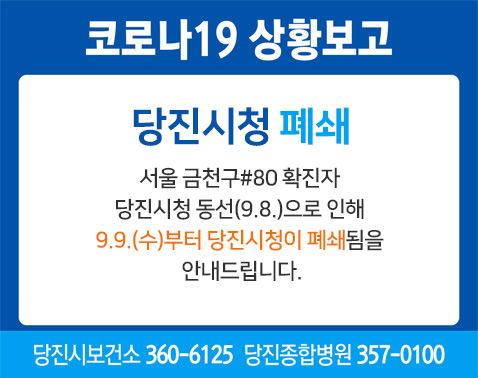 코로나19 상황보고
당진시청 폐쇄
서울 금천구#80 확진자
당진시청 동선(9.8.)으로 인해
9.9.(수)부터 당진시청이 폐쇄됨을
안내드립니다.
당진시보건소 360-6125 당진종합병원 357-0100